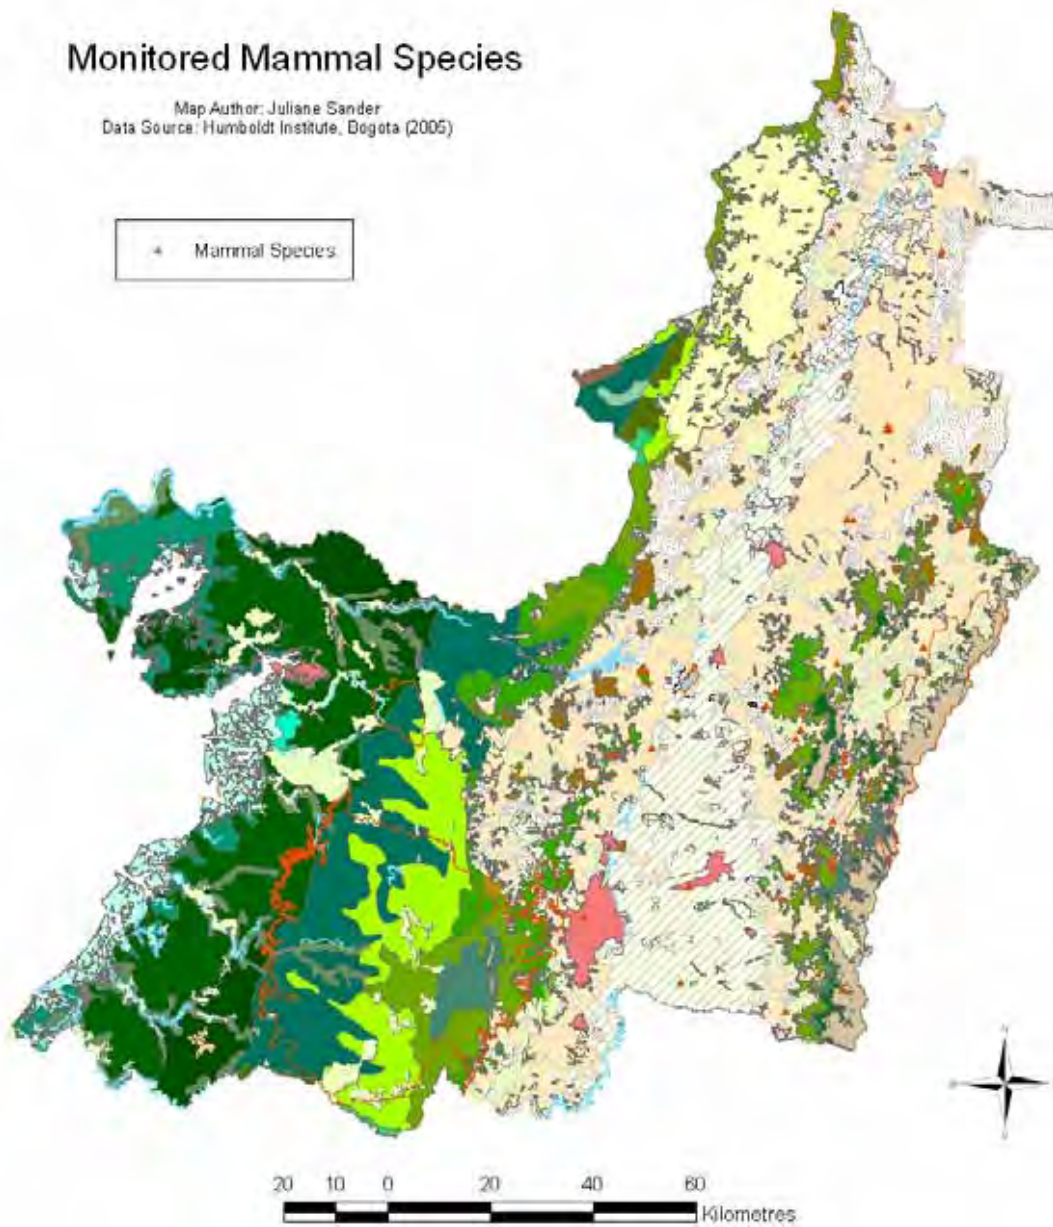 Monitored Mammal Species
Map Author: Juliane Sander
Data Source: Humboldt Institute, Bogota (2005)
Mammal Species
20 10 0 20 40 60
Kilometres